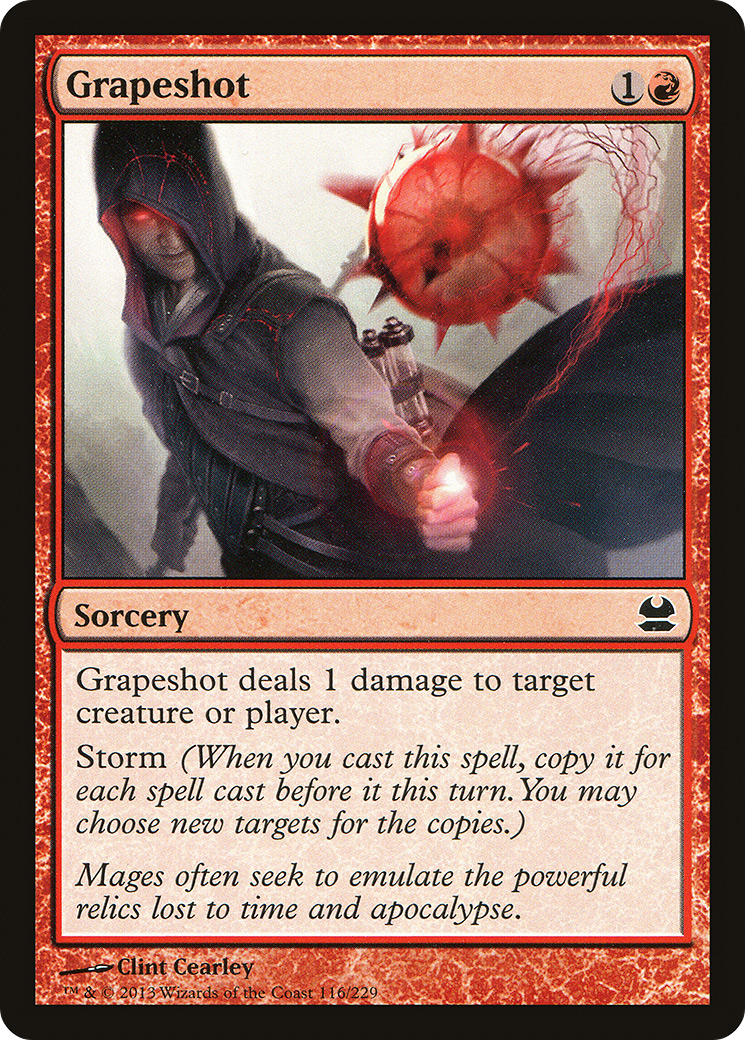 Grapeshot 1
Sorcery
Grapeshot deals 1 damage to target
creature or player.
Storm (When you cast this spell, copy it for
each spell cast before it this turn. You may
choose new targets for the copies.)
Mages often seek to emulate the powerful
relics lost to time and apocalypse.
Clint Cearley
™ & © 2013 Wizards of the Coast 116/229